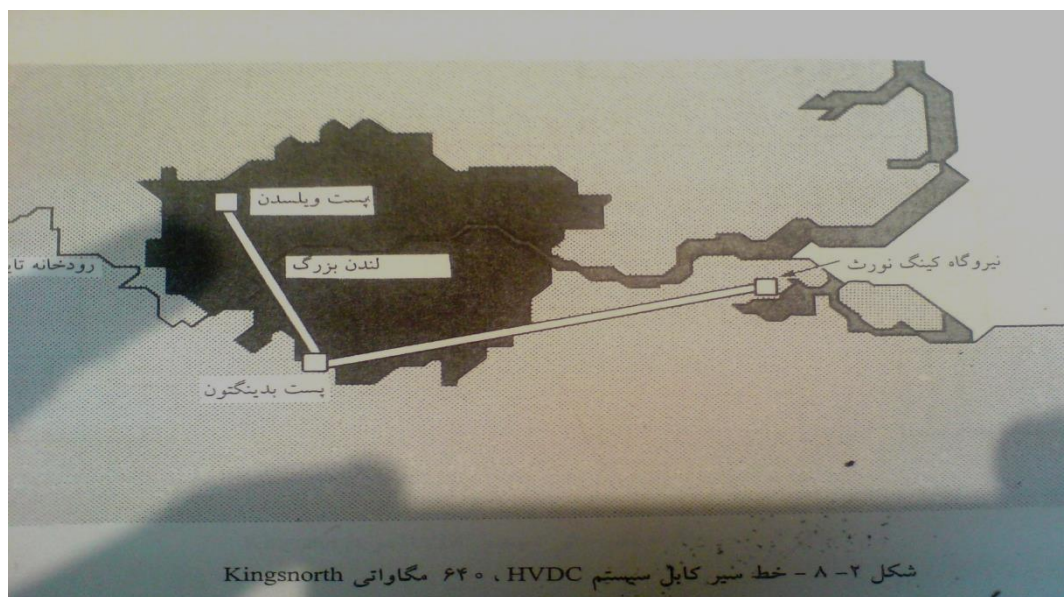 پست ویلسدن
لندن بزرگ
رودخانه
نیروگاه کینگ نورث
پست بدینگتون
شکل ۲-۸ - خط سیر کابل سیستم HVDC ، ۶۴۰ مگاواتی Kingsnorth